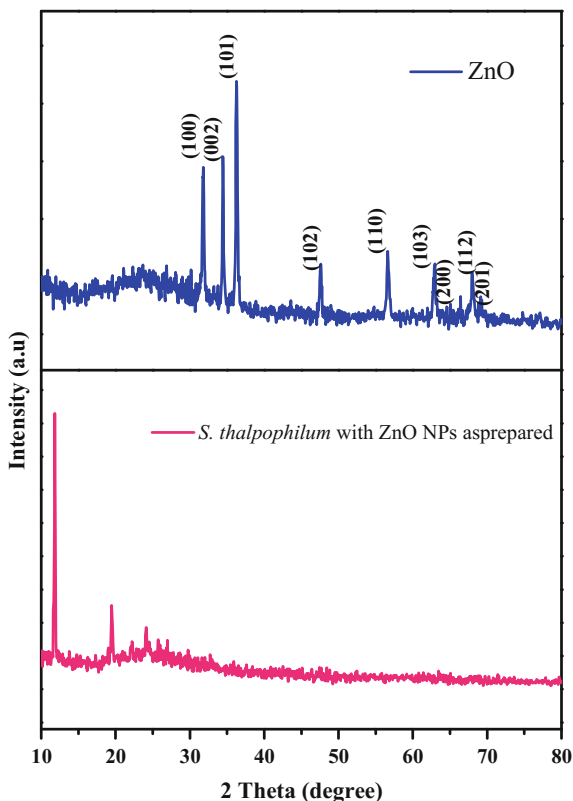 ZnO
(100)
(002)
(101)
(102)
(110)
(103)
(200)
(112)
(201)
Intensity (a.u)
S. thalpophilum with ZnO NPs asprepared
10 20 30 40 50 60 70 80
2 Theta (degree)